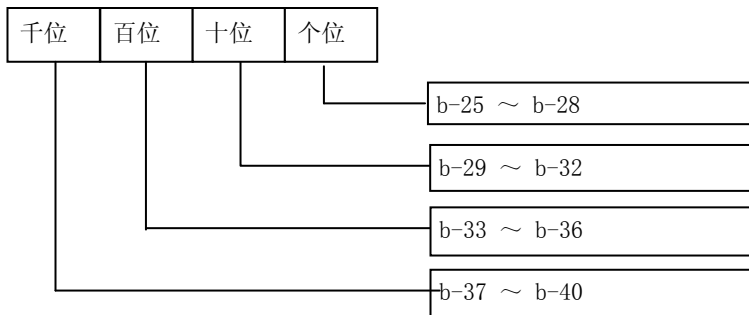 千位 百位 十位 个位
b-25 ～ b-28
b-29 ～ b-32
b-33 ～ b-36
b-37 ～ b-40